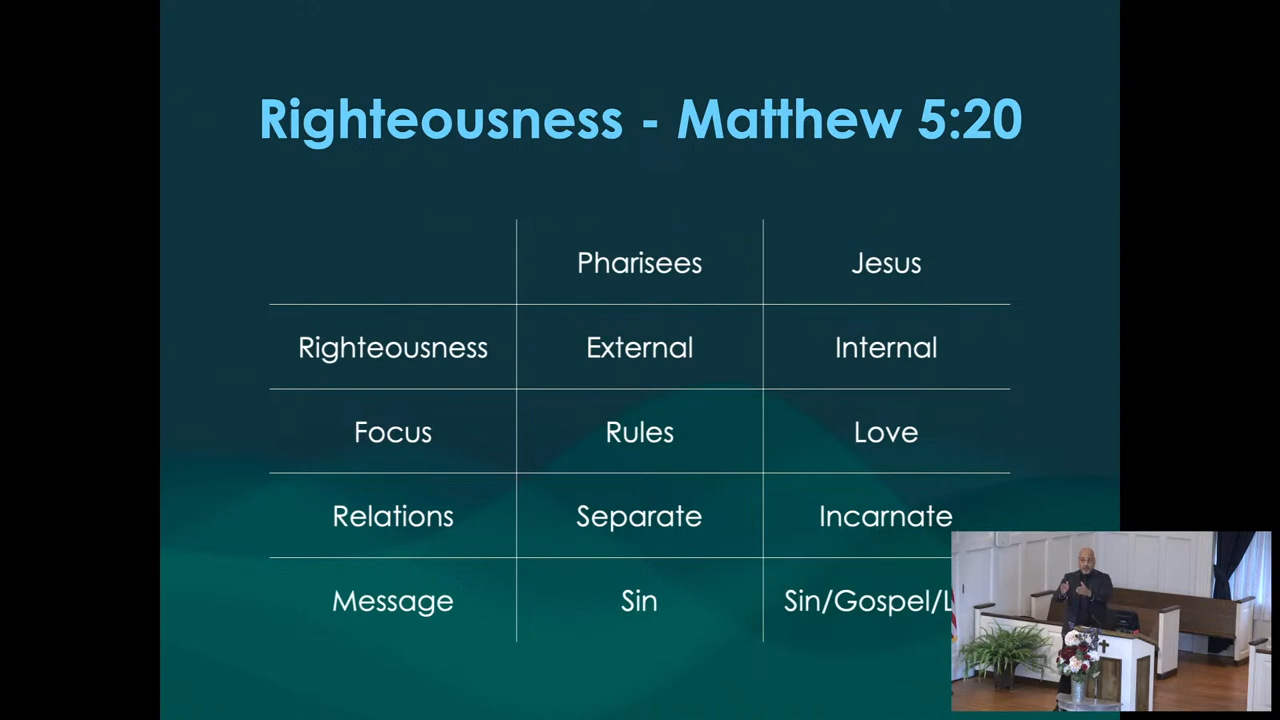 Righteousness - Matthew 5:20
Pharisees Jesus
Righteousness External Internal
Focus Rules Love
Relations Separate Incarnate
Message Sin Sin/Gospel/